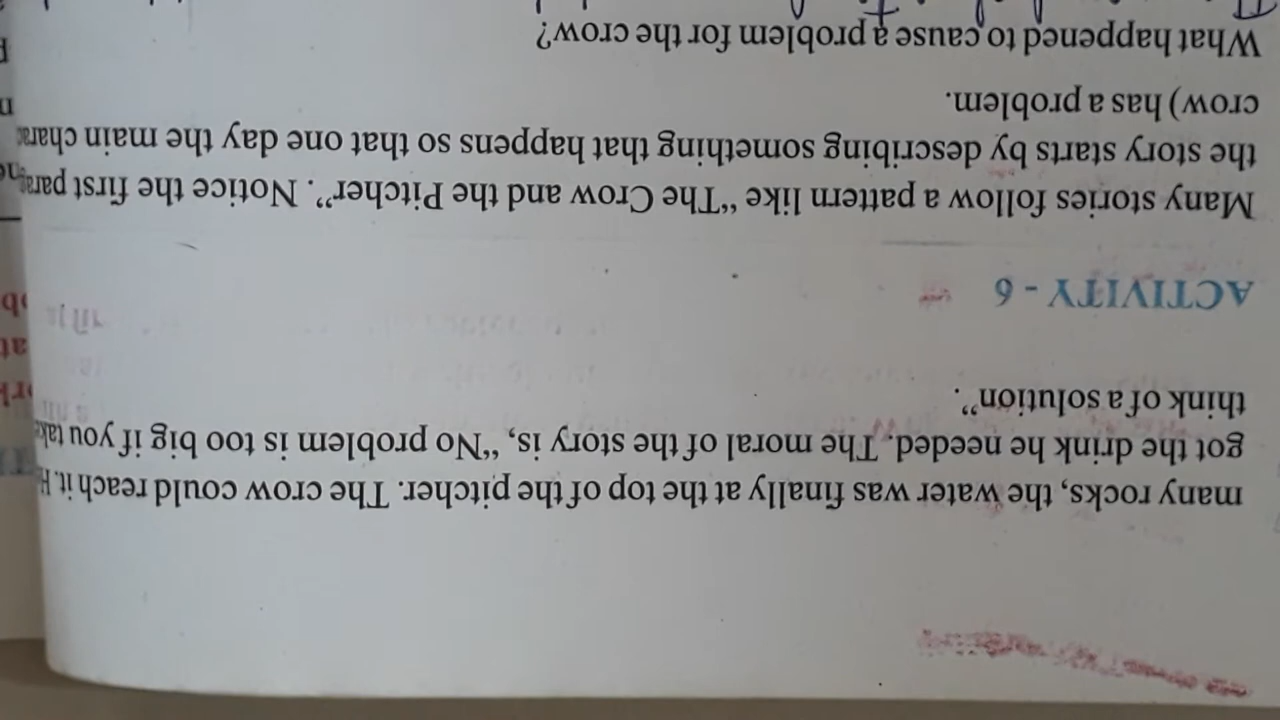 many rocks, the water was finally at the top of the pitcher. The crow could reach it.
got the drink he needed. The moral of the story is, “No problem is too big if you
think of a solution”.
ACTIVITY - 6
Many stories follow a pattern like “The Crow and the Pitcher”. Notice the first
the story starts by describing something that happens so that one day the main
crow) has a problem.
What happened to cause a problem for the crow?